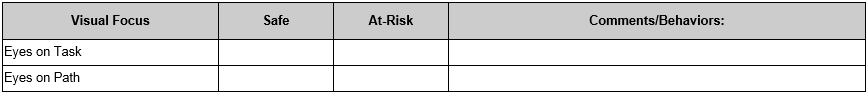 Visual Focus Safe At-Risk Comments/Behaviors:
Eyes on Task
Eyes on Path